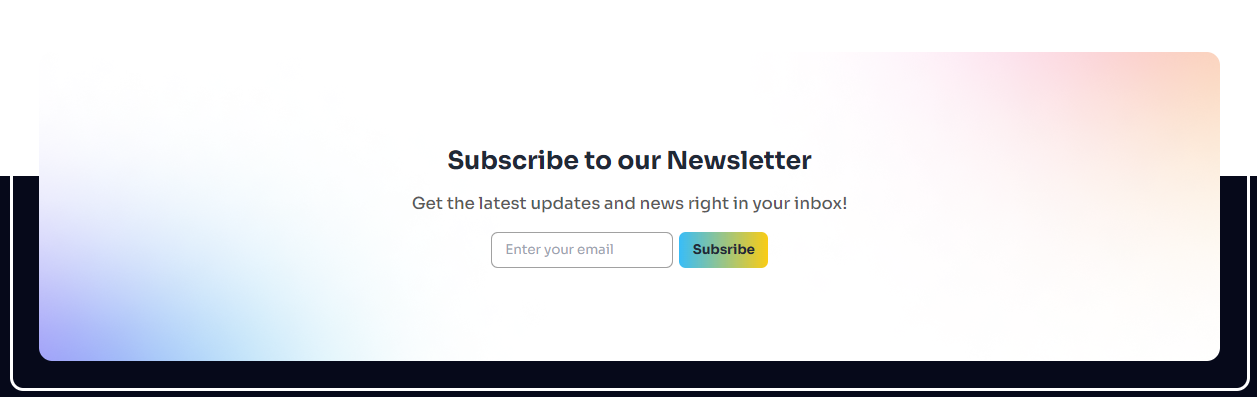 Subscribe to our Newsletter
Get the latest updates and news right in your inbox!
Enter your email
Subsribe